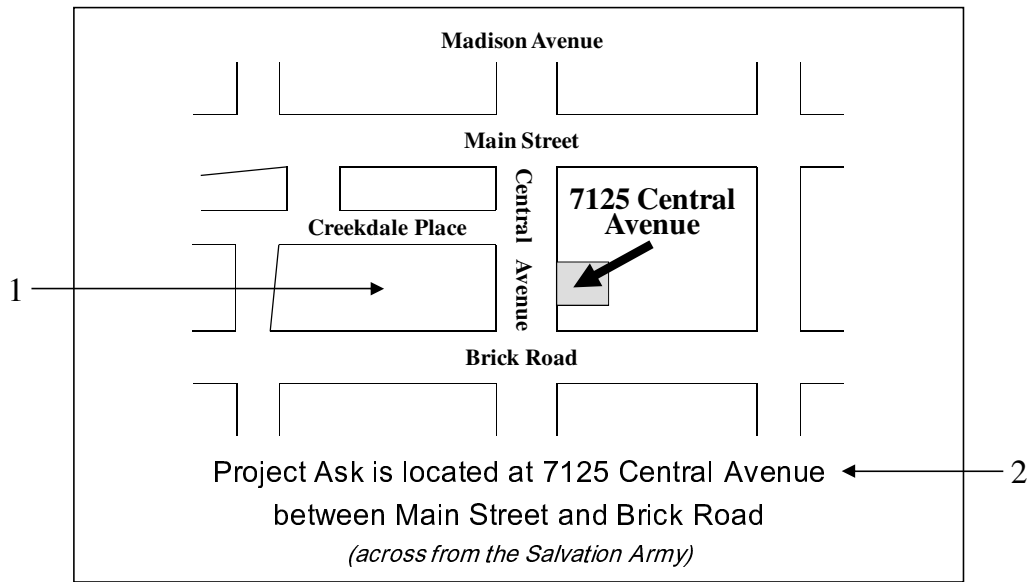 Madison Avenue
Main Street
Central Avenue
7125 Central
Avenue
Creekdale Place
1
Brick Road
Project Ask is located at 7125 Central Avenue
2
between Main Street and Brick Road
(across from the Salvation Army)